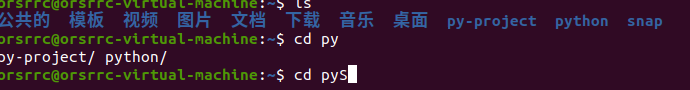 orsrrc@orsrrc-virtual-machine:~$ ls
公共的 模板 视频 图片 文档 下载 音乐 桌面 py-project python snap
orsrrc@orsrrc-virtual-machine:~$ cd py
py-project/ python/
orsrrc@orsrrc-virtual-machine:~$ cd pyS